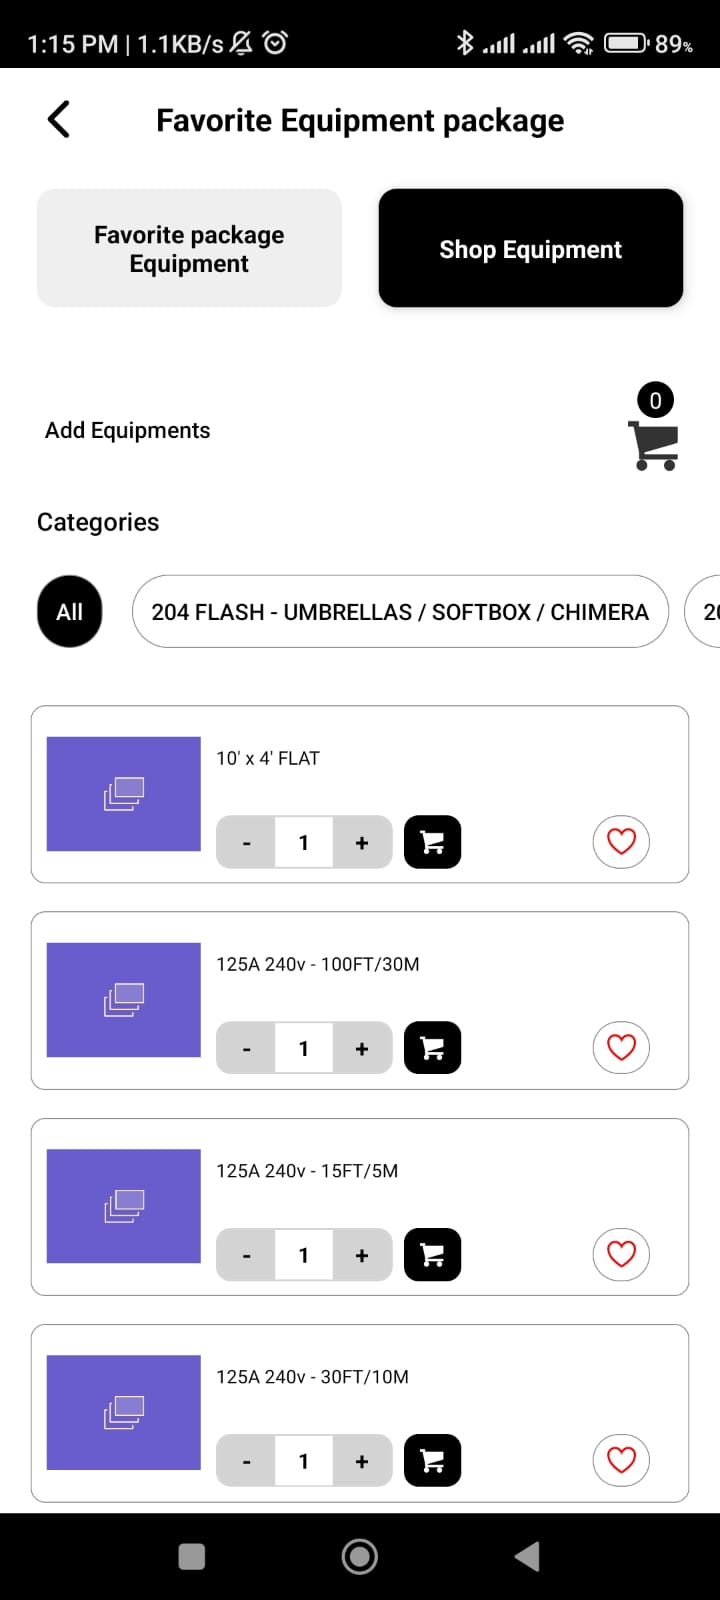 1:15 PM | 1.1KB/s 89%
Favorite Equipment package
Favorite package
Equipment
Shop Equipment
0
Add Equipments
Categories
All 204 FLASH - UMBRELLAS / SOFTBOX / CHIMERA
10' x 4' FLAT
- 1 +
125A 240v - 100FT/30M
- 1 +
125A 240v - 15FT/5M
- 1 +
125A 240v - 30FT/10M
- 1 +